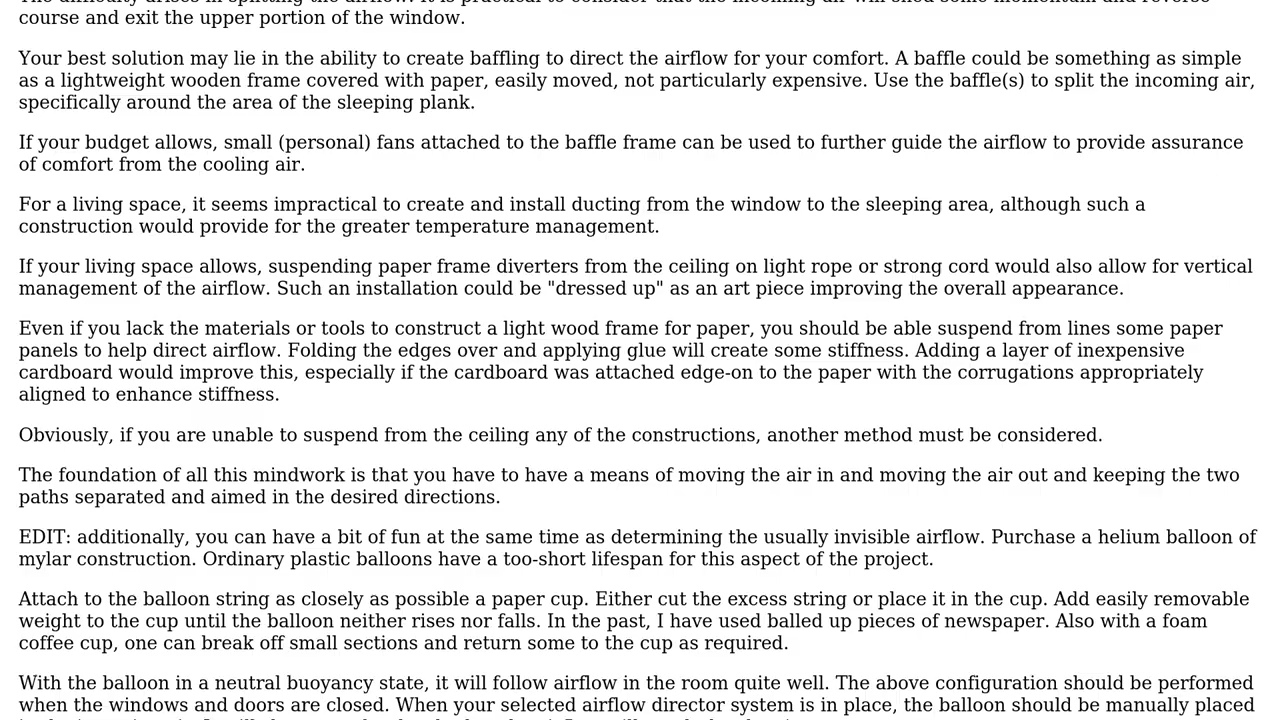 course and exit the upper portion of the window.
Your best solution may lie in the ability to create baffling to direct the airflow for your comfort. A baffle could be something as simple
as a lightweight wooden frame covered with paper, easily moved, not particularly expensive. Use the baffle(s) to split the incoming air,
specifically around the area of the sleeping plank.
If your budget allows, small (personal) fans attached to the baffle frame can be used to further guide the airflow to provide assurance
of comfort from the cooling air.
For a living space, it seems impractical to create and install ducting from the window to the sleeping area, although such a
construction would provide for the greater temperature management.
If your living space allows, suspending paper frame diverters from the ceiling on light rope or strong cord would also allow for vertical
management of the airflow. Such an installation could be "dressed up" as an art piece improving the overall appearance.
Even if you lack the materials or tools to construct a light wood frame for paper, you should be able suspend from lines some paper
panels to help direct airflow. Folding the edges over and applying glue will create some stiffness. Adding a layer of inexpensive
cardboard would improve this, especially if the cardboard was attached edge-on to the paper with the corrugations appropriately
aligned to enhance stiffness.
Obviously, if you are unable to suspend from the ceiling any of the constructions, another method must be considered.
The foundation of all this mindwork is that you have to have a means of moving the air in and moving the air out and keeping the two
paths separated and aimed in the desired directions.
EDIT: additionally, you can have a bit of fun at the same time as determining the usually invisible airflow. Purchase a helium balloon of
mylar construction. Ordinary plastic balloons have a too-short lifespan for this aspect of the project.
Attach to the balloon string as closely as possible a paper cup. Either cut the excess string or place it in the cup. Add easily removable
weight to the cup until the balloon neither rises nor falls. In the past, I have used balled up pieces of newspaper. Also with a foam
coffee cup, one can break off small sections and return some to the cup as required.
With the balloon in a neutral buoyancy state, it will follow airflow in the room quite well. The above configuration should be performed
when the windows and doors are closed. When your selected airflow director system is in place, the balloon should be manually placed